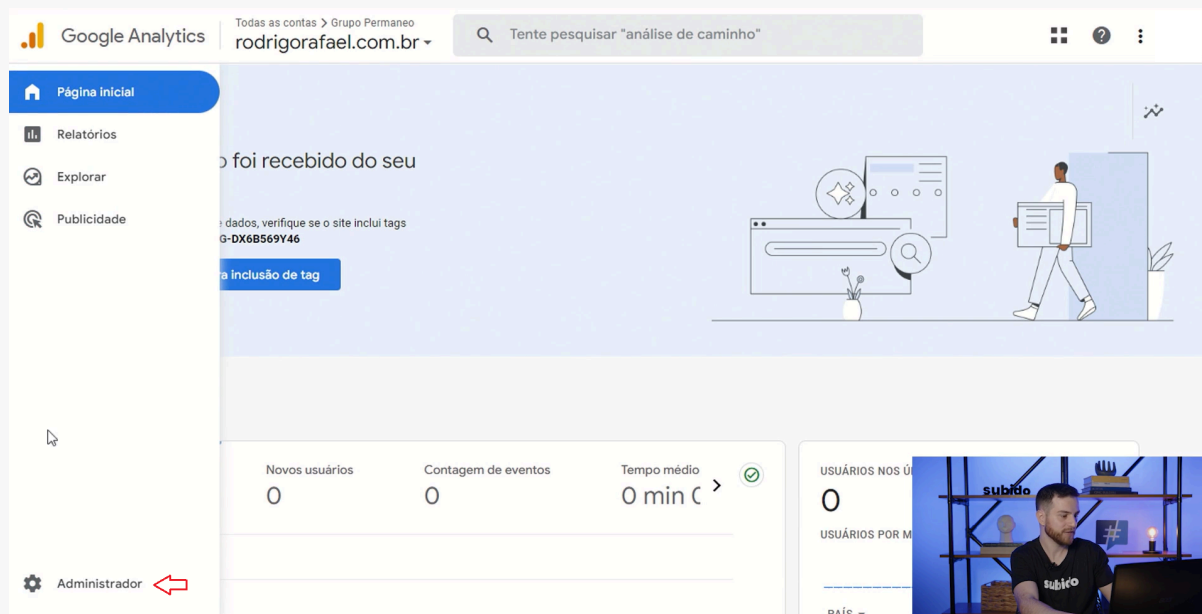 Google Analytics
Todas as contas > Grupo Permaneo
rodrigorafael.com.br
Tente pesquisar "análise de caminho"
Página inicial
Relatórios
Explorar
Publicidade
foi recebido do seu
dados, verifique se o site inclui tags
G-DX6B569Y46
inclusão de tag
Novos usuários
0
Contagem de eventos
0
Tempo médio
0 min
USUÁRIOS NOS
0
USUÁRIOS POR M
PAÍS
Administrador
subido
#
subido